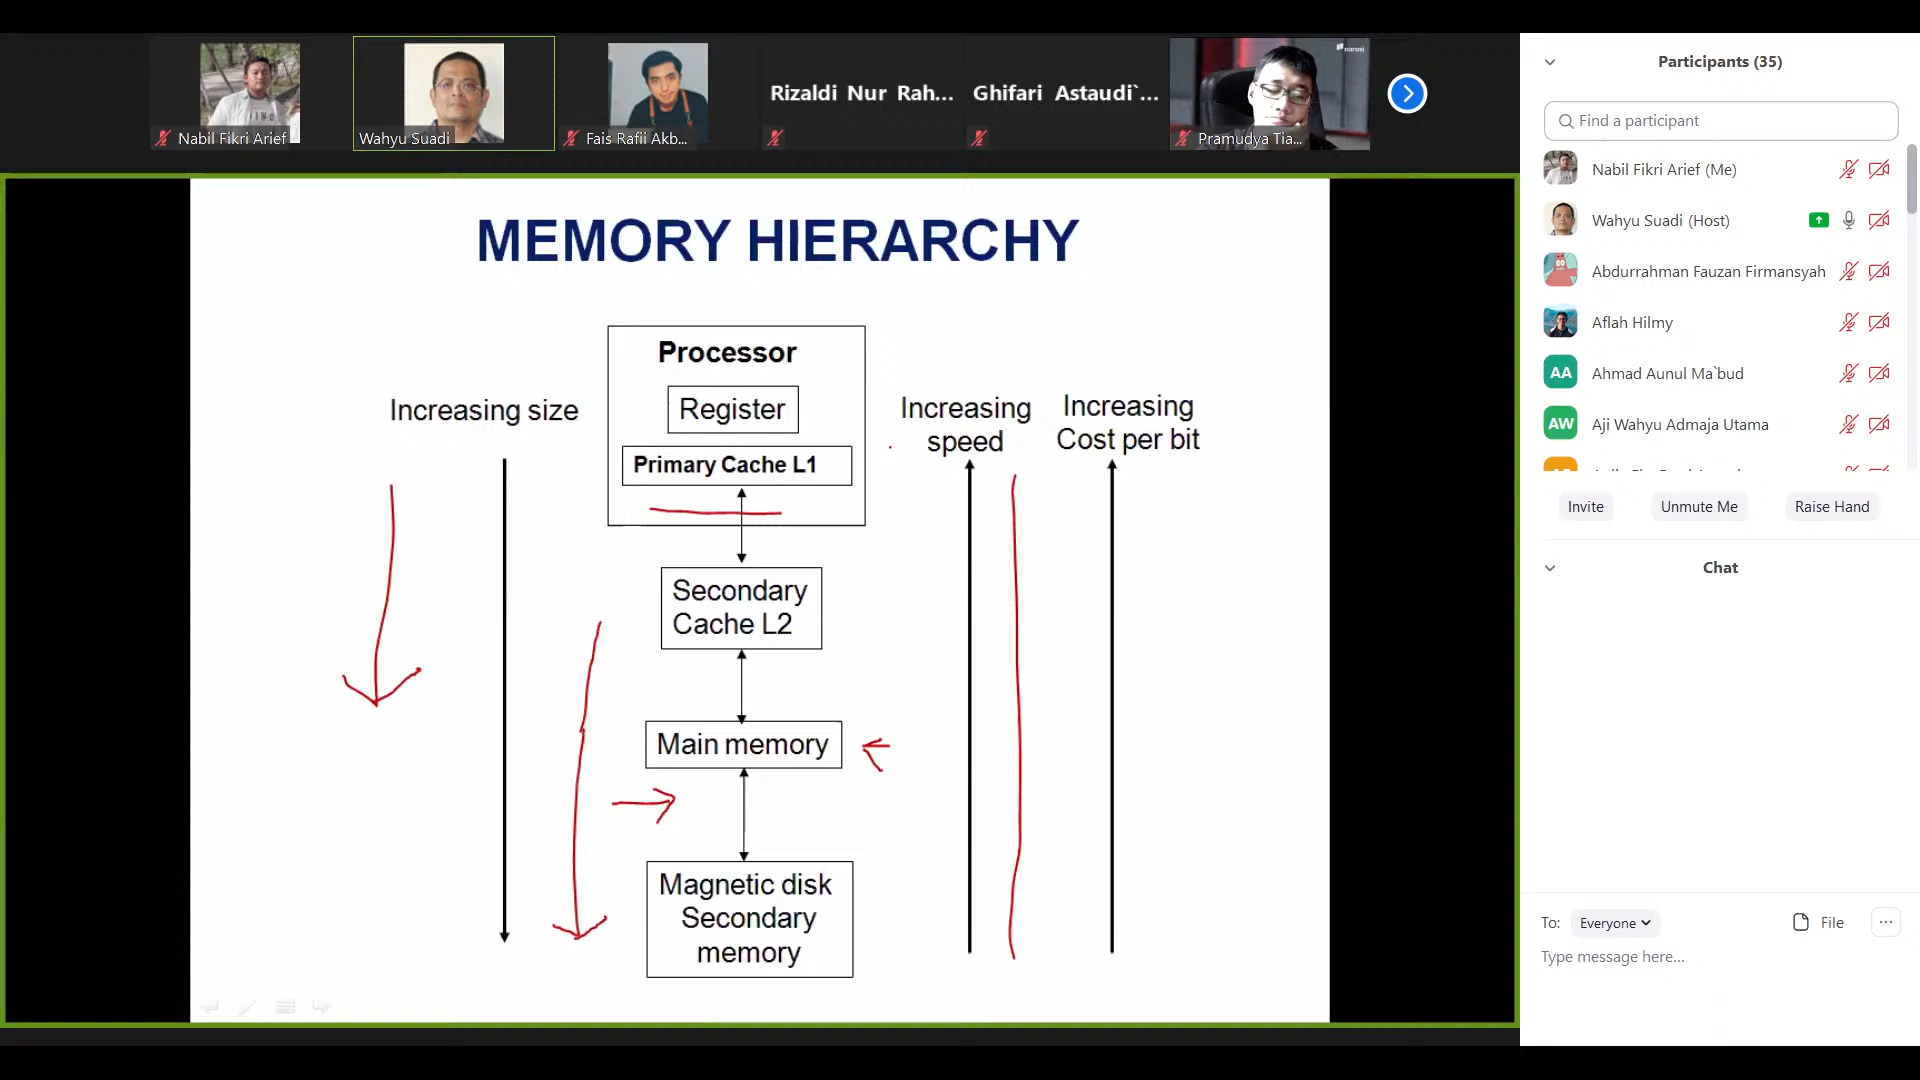 narasi
Rizaldi Nur Rah...
Ghifari Astaudi`...
Nabil Fikri Arief
Wahyu Suadi
Fais Rafii Akb...
Pramudya Tia...
MEMORY HIERARCHY
Processor
Register
Primary Cache L1
Increasing size
Increasing
speed
Increasing
Cost per bit
Secondary
Cache L2
Main memory
Magnetic disk
Secondary
memory
Participants (35)
Find a participant
Nabil Fikri Arief (Me)
Wahyu Suadi (Host)
Abdurrahman Fauzan Firmansyah
Aflah Hilmy
AA Ahmad Aunul Ma`bud
AW Aji Wahyu Admaja Utama
Invite
Unmute Me
Raise Hand
Chat
To: Everyone
File
Type message here...